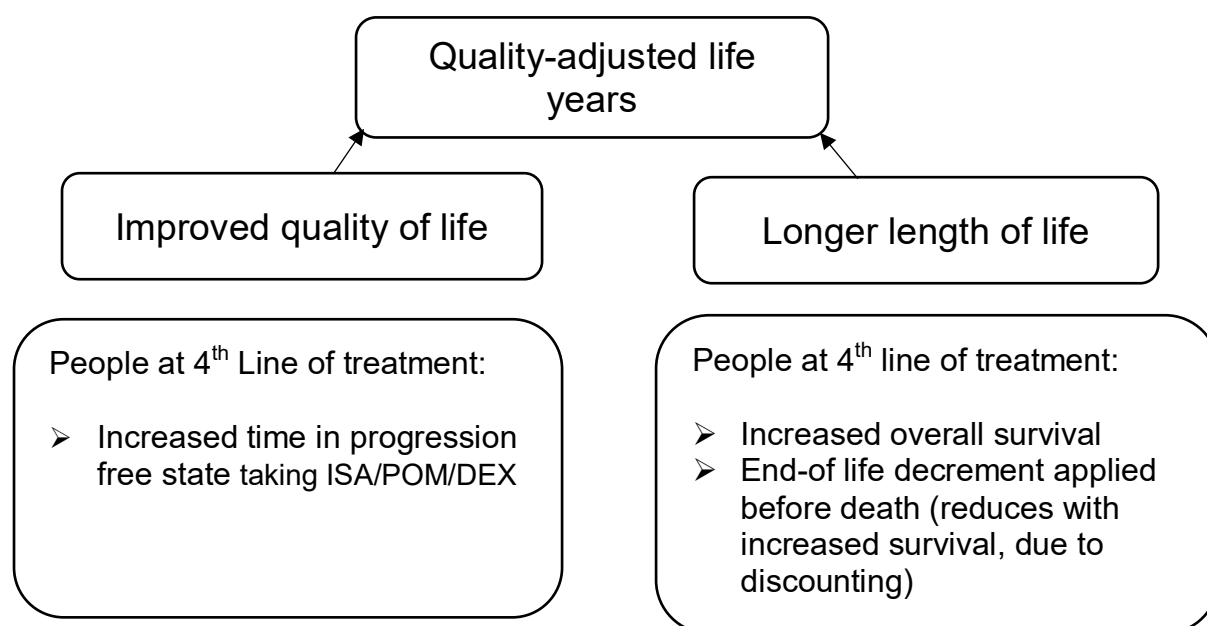 Quality-adjusted life
years
Improved quality of life
Longer length of life
People at 4th Line of treatment:
➢ Increased time in progression
free state taking ISA/POM/DEX
People at 4th line of treatment:
➢ Increased overall survival
➢ End-of life decrement applied
before death (reduces with
increased survival, due to
discounting)